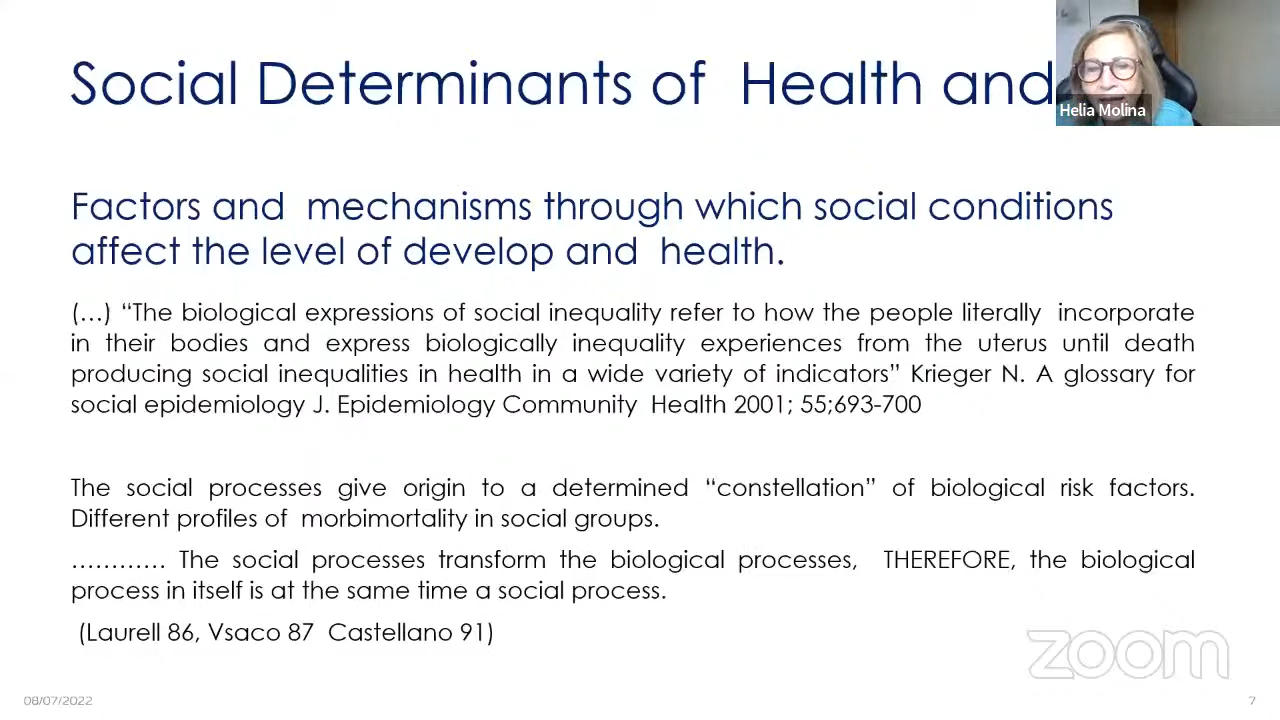 Social Determinants of Health and
Helia Molina
Factors and mechanisms through which social conditions
affect the level of develop and health.
(…) “The biological expressions of social inequality refer to how the people literally incorporate
in their bodies and express biologically inequality experiences from the uterus until death
producing social inequalities in health in a wide variety of indicators” Krieger N. A glossary for
social epidemiology J. Epidemiology Community Health 2001; 55;693-700
The social processes give origin to a determined “constellation” of biological risk factors.
Different profiles of morbimortality in social groups.
………… The social processes transform the biological processes, THEREFORE, the biological
process in itself is at the same time a social process.
(Laurell 86, Vsaco 87 Castellano 91)
zoom
08/07/2022
7